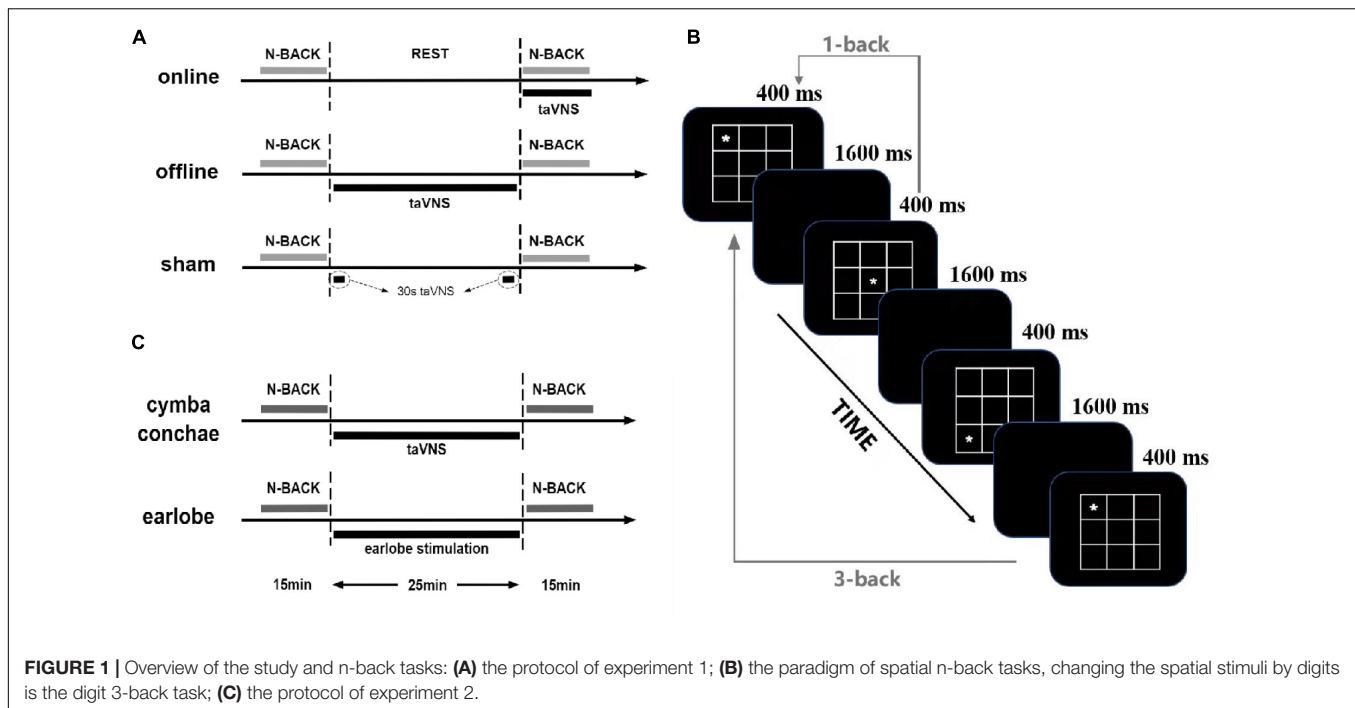 A
N-BACK REST N-BACK
online
taVNS
N-BACK N-BACK
offline
taVNS
N-BACK N-BACK
sham
30s taVNS
C
N-BACK N-BACK
cymba
conchae
taVNS
N-BACK N-BACK
earlobe
earlobe stimulation
15min 25min 15min
B
1-back
400 ms
*
1600 ms
400 ms
*
1600 ms
400 ms
*
1600 ms
400 ms
*
TIME
3-back
FIGURE 1 | Overview of the study and n-back tasks: (A) the protocol of experiment 1; (B) the paradigm of spatial n-back tasks, changing the spatial stimuli by digits
is the digit 3-back task; (C) the protocol of experiment 2.